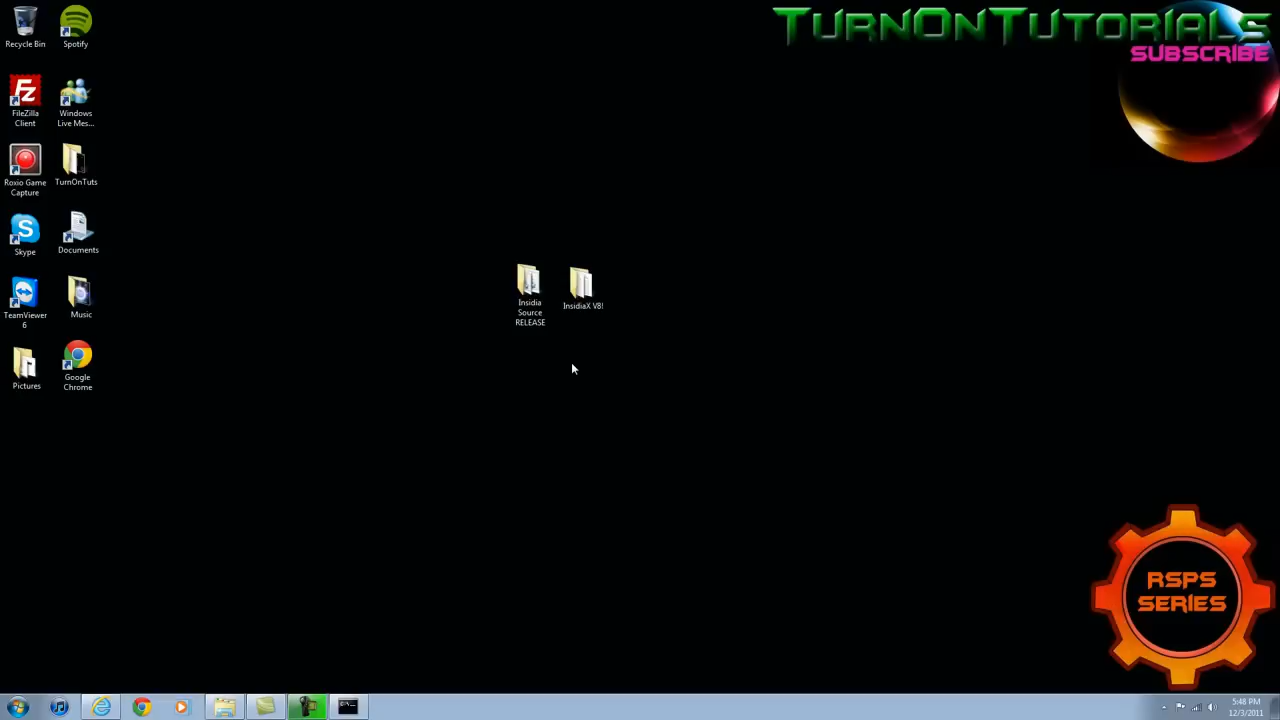 TurnOnTutorials
SUBSCRIBE
Recycle Bin
Spotify
FileZilla
Client
Windows
Live Mes...
Roxio Game
Capture
TurnOnTuts
Skype
Documents
TeamViewer
6
Music
Pictures
Google
Chrome
Insidia
Source
RELEASE
InsidiaX V8!
RSPS
SERIES
5:48 PM
12/3/2011